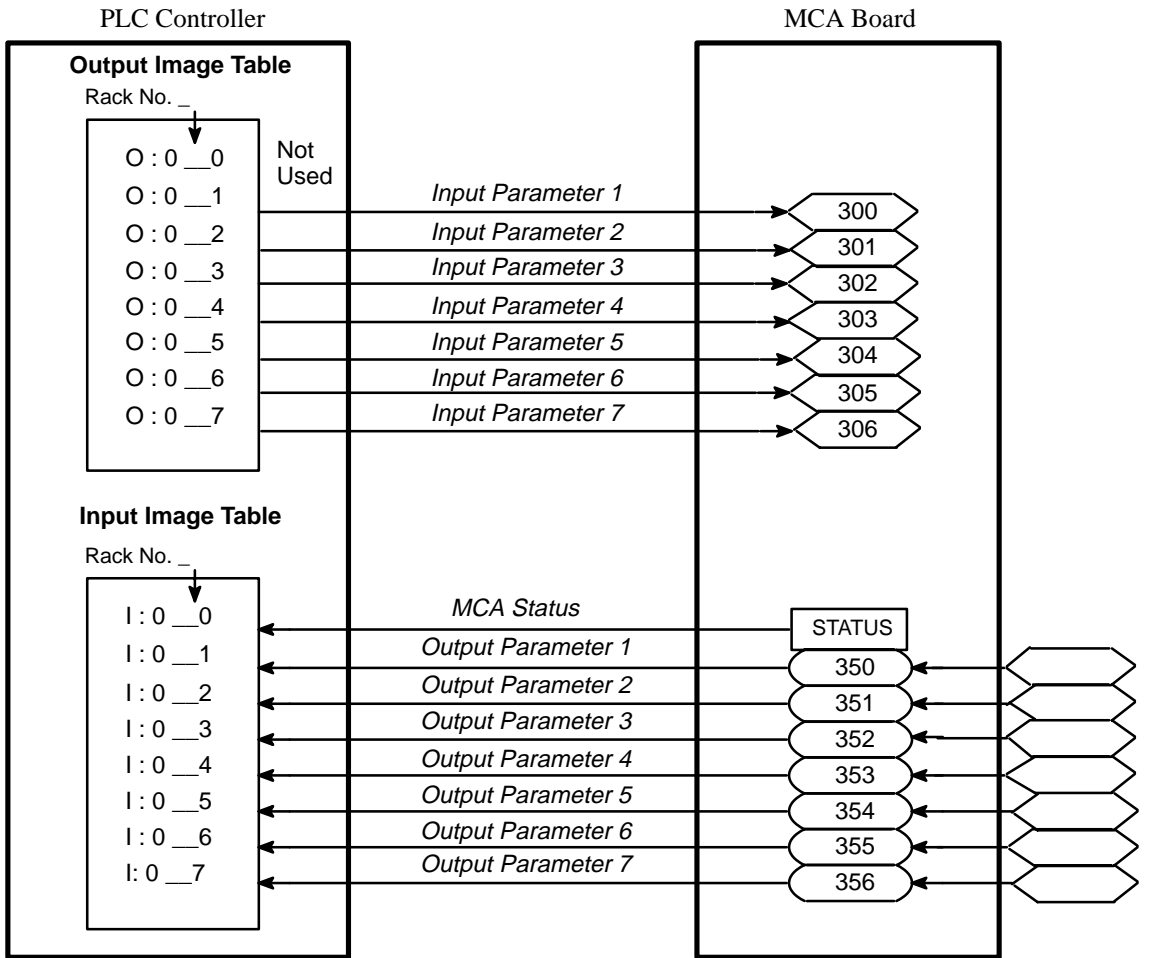 PLC Controller
MCA Board
Output Image Table
Rack No. _
O : 0 __0
Not
Used
O : 0 __1
Input Parameter 1
300
O : 0 __2
Input Parameter 2
301
O : 0 __3
Input Parameter 3
302
O : 0 __4
Input Parameter 4
303
O : 0 __5
Input Parameter 5
304
O : 0 __6
Input Parameter 6
305
O : 0 __7
Input Parameter 7
306
Input Image Table
Rack No. _
I : 0 __0
MCA Status
STATUS
I : 0 __1
Output Parameter 1
350
I : 0 __2
Output Parameter 2
351
I : 0 __3
Output Parameter 3
352
I : 0 __4
Output Parameter 4
353
I : 0 __5
Output Parameter 5
354
I : 0 __6
Output Parameter 6
355
I: 0 __7
Output Parameter 7
356